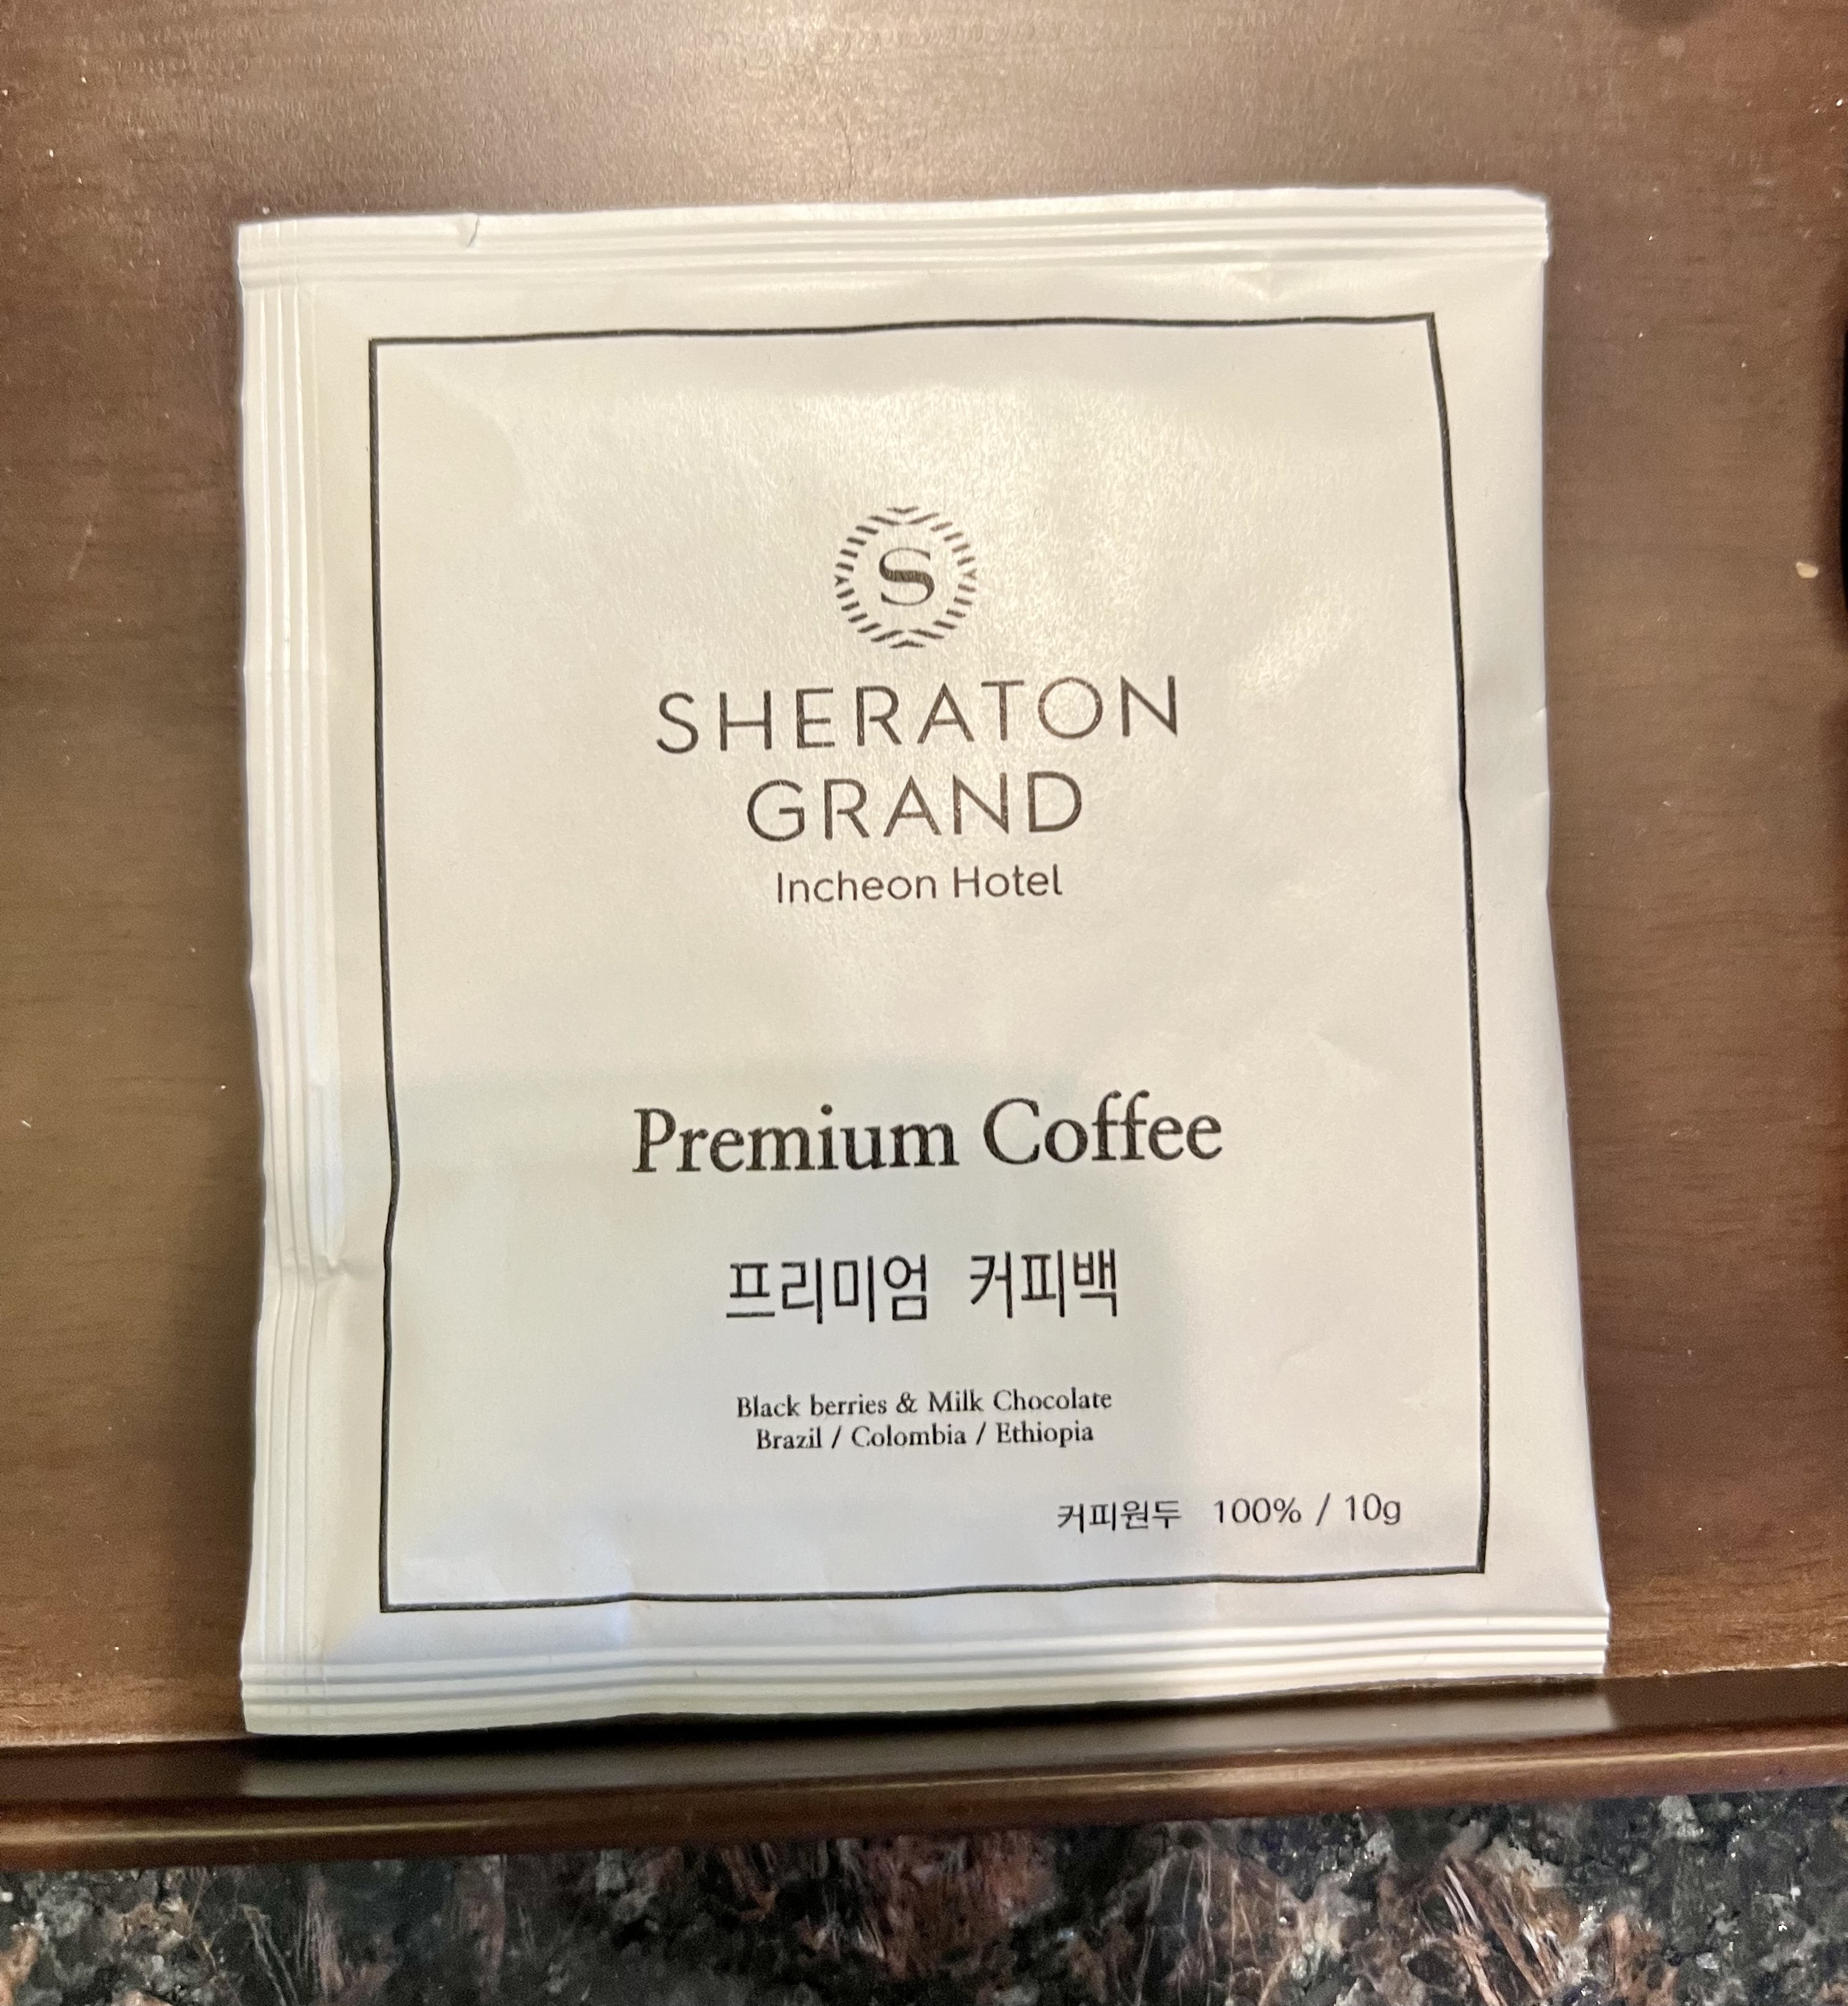 S
SHERATON
GRAND
Incheon Hotel
Premium Coffee
프리미엄 커피백
Black berries & Milk Chocolate
Brazil / Colombia / Ethiopia
커피원두 100% / 10g